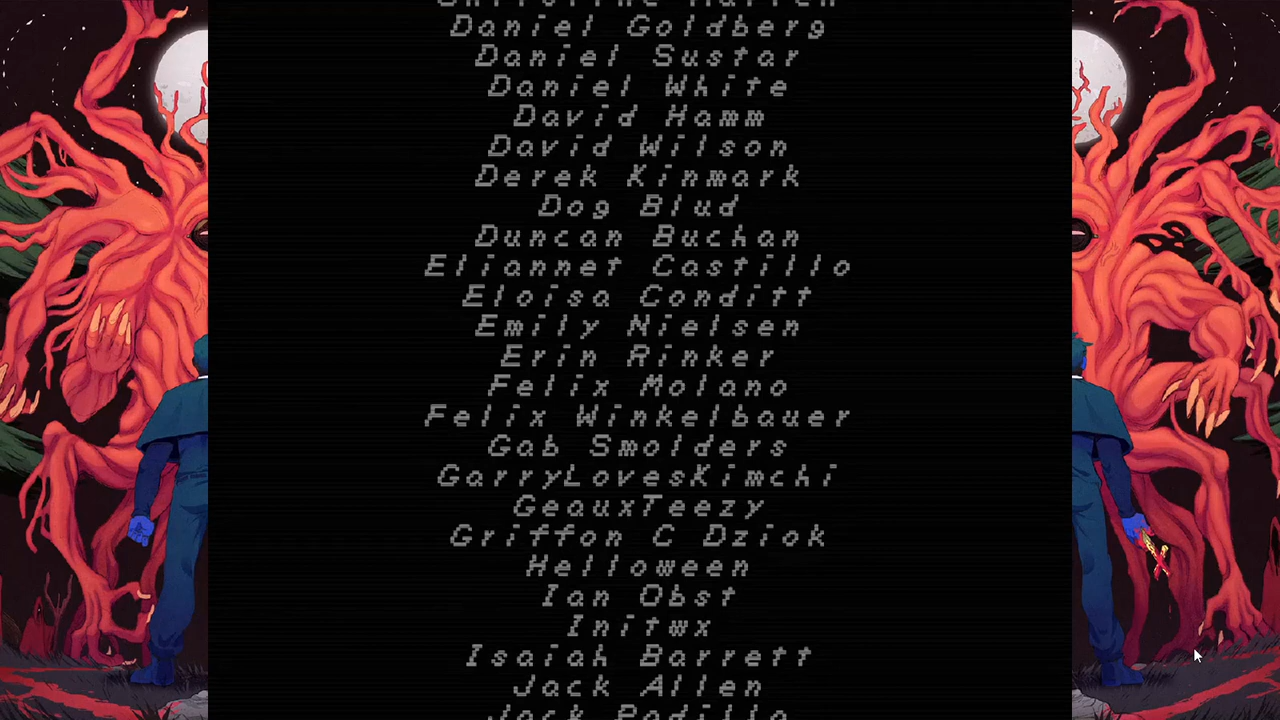 Daniel Goldberg
Daniel Sustar
Daniel White
David Hamm
David Wilson
Derek Kinmark
Dog Blud
Duncan Buchan
Eliannet Castillo
Eloisa Conditt
Emily Nielsen
Erin Rinker
Felix Molano
Felix Winkelbauer
Gab Smolders
GarryLovesKimchi
GeauxTeezy
Griffon C Dziok
Helloween
Ian Obst
Initwx
Isaiah Barrett
Jack Allen
Jack Padilla